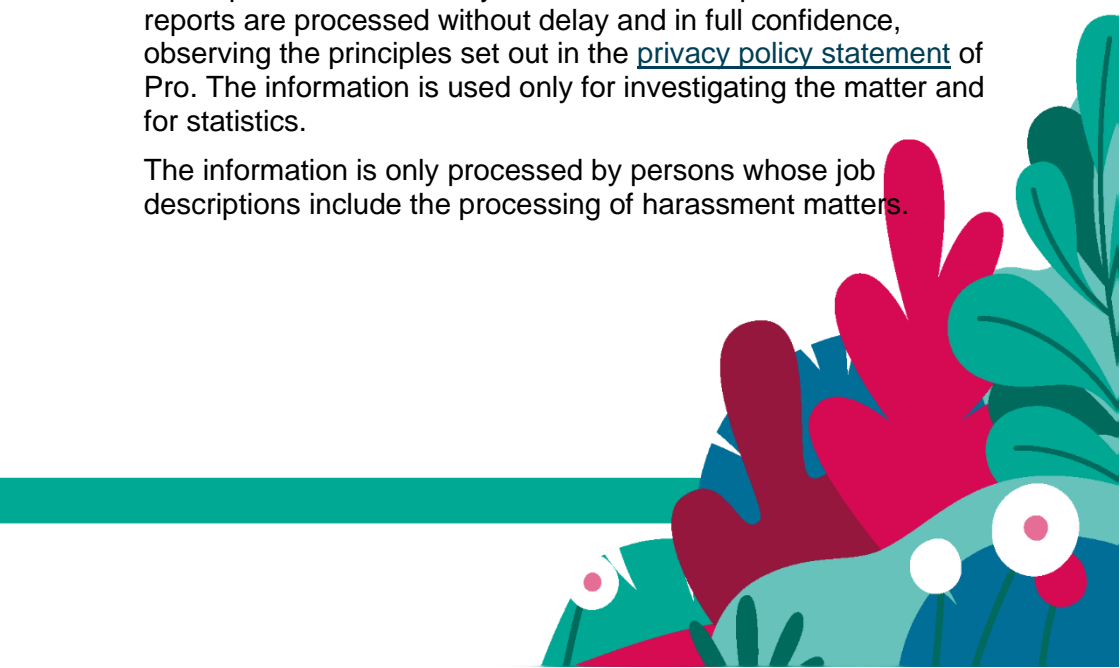 reports are processed without delay and in full confidence,
observing the principles set out in the privacy policy statement of
Pro. The information is used only for investigating the matter and
for statistics.
The information is only processed by persons whose job
descriptions include the processing of harassment matters.